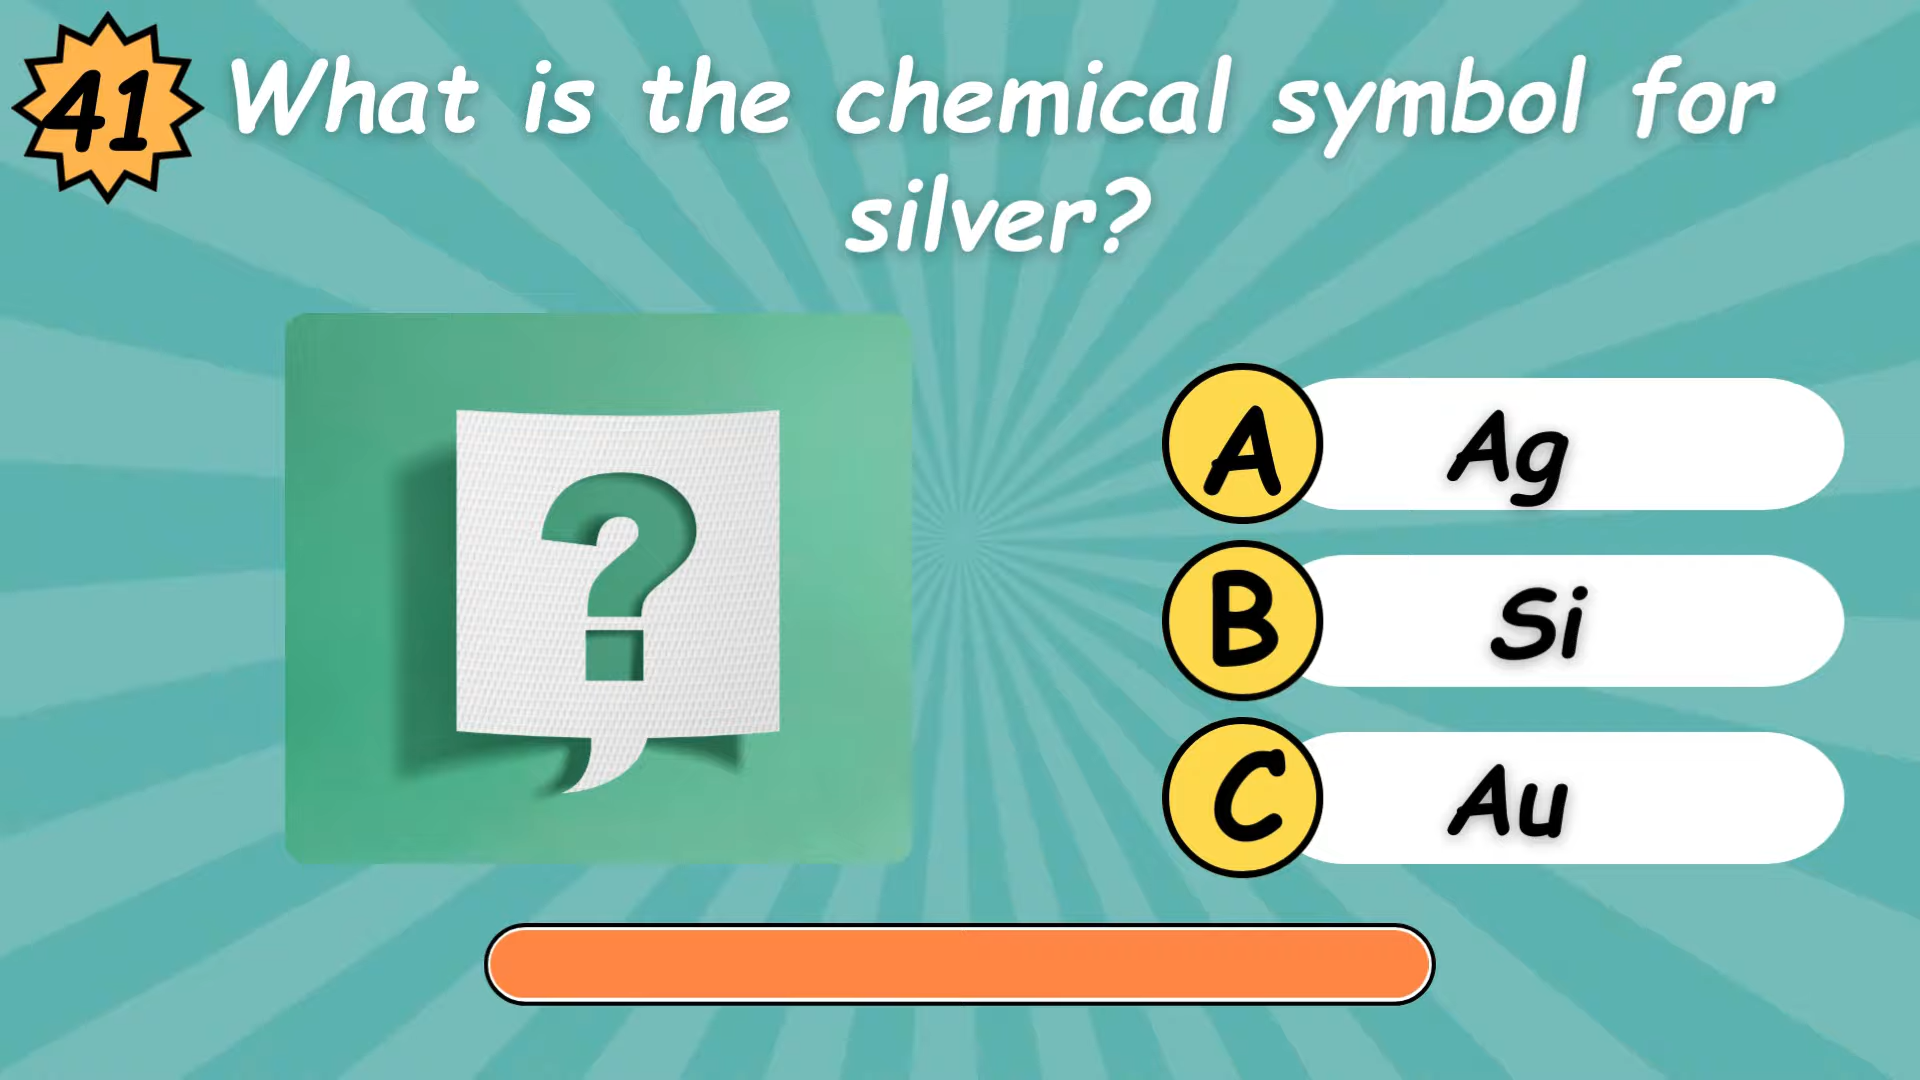 41
What is the chemical symbol for
silver?
A Ag
B Si
C Au